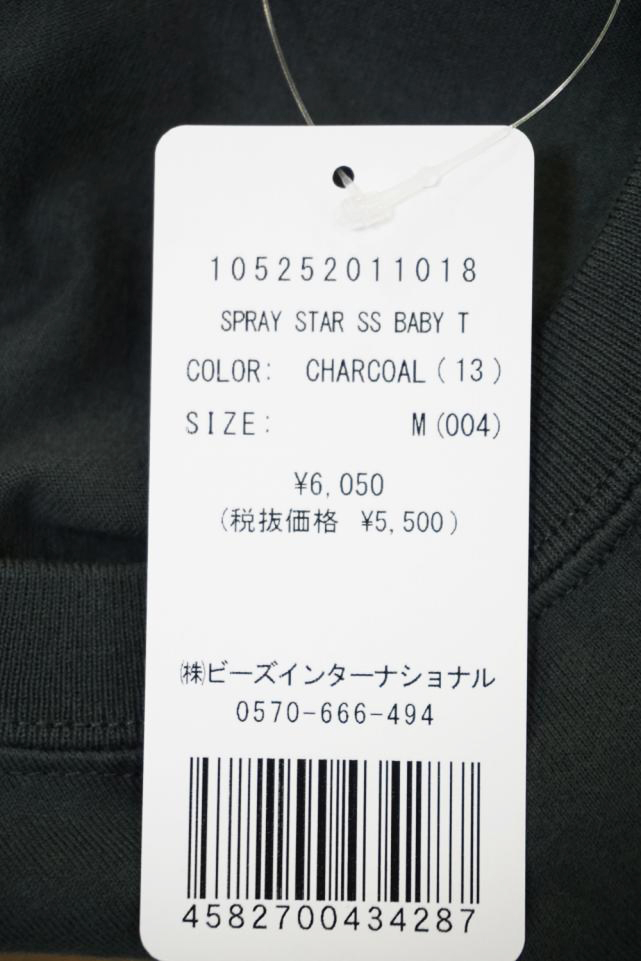 105252011018
SPRAY STAR SS BABY T
COLOR: CHARCOAL(13)
SIZE: M(004)
¥6,050
(税抜価格 ¥5,500)
㈱ビーズインターナショナル
0570-666-494
4582700434287